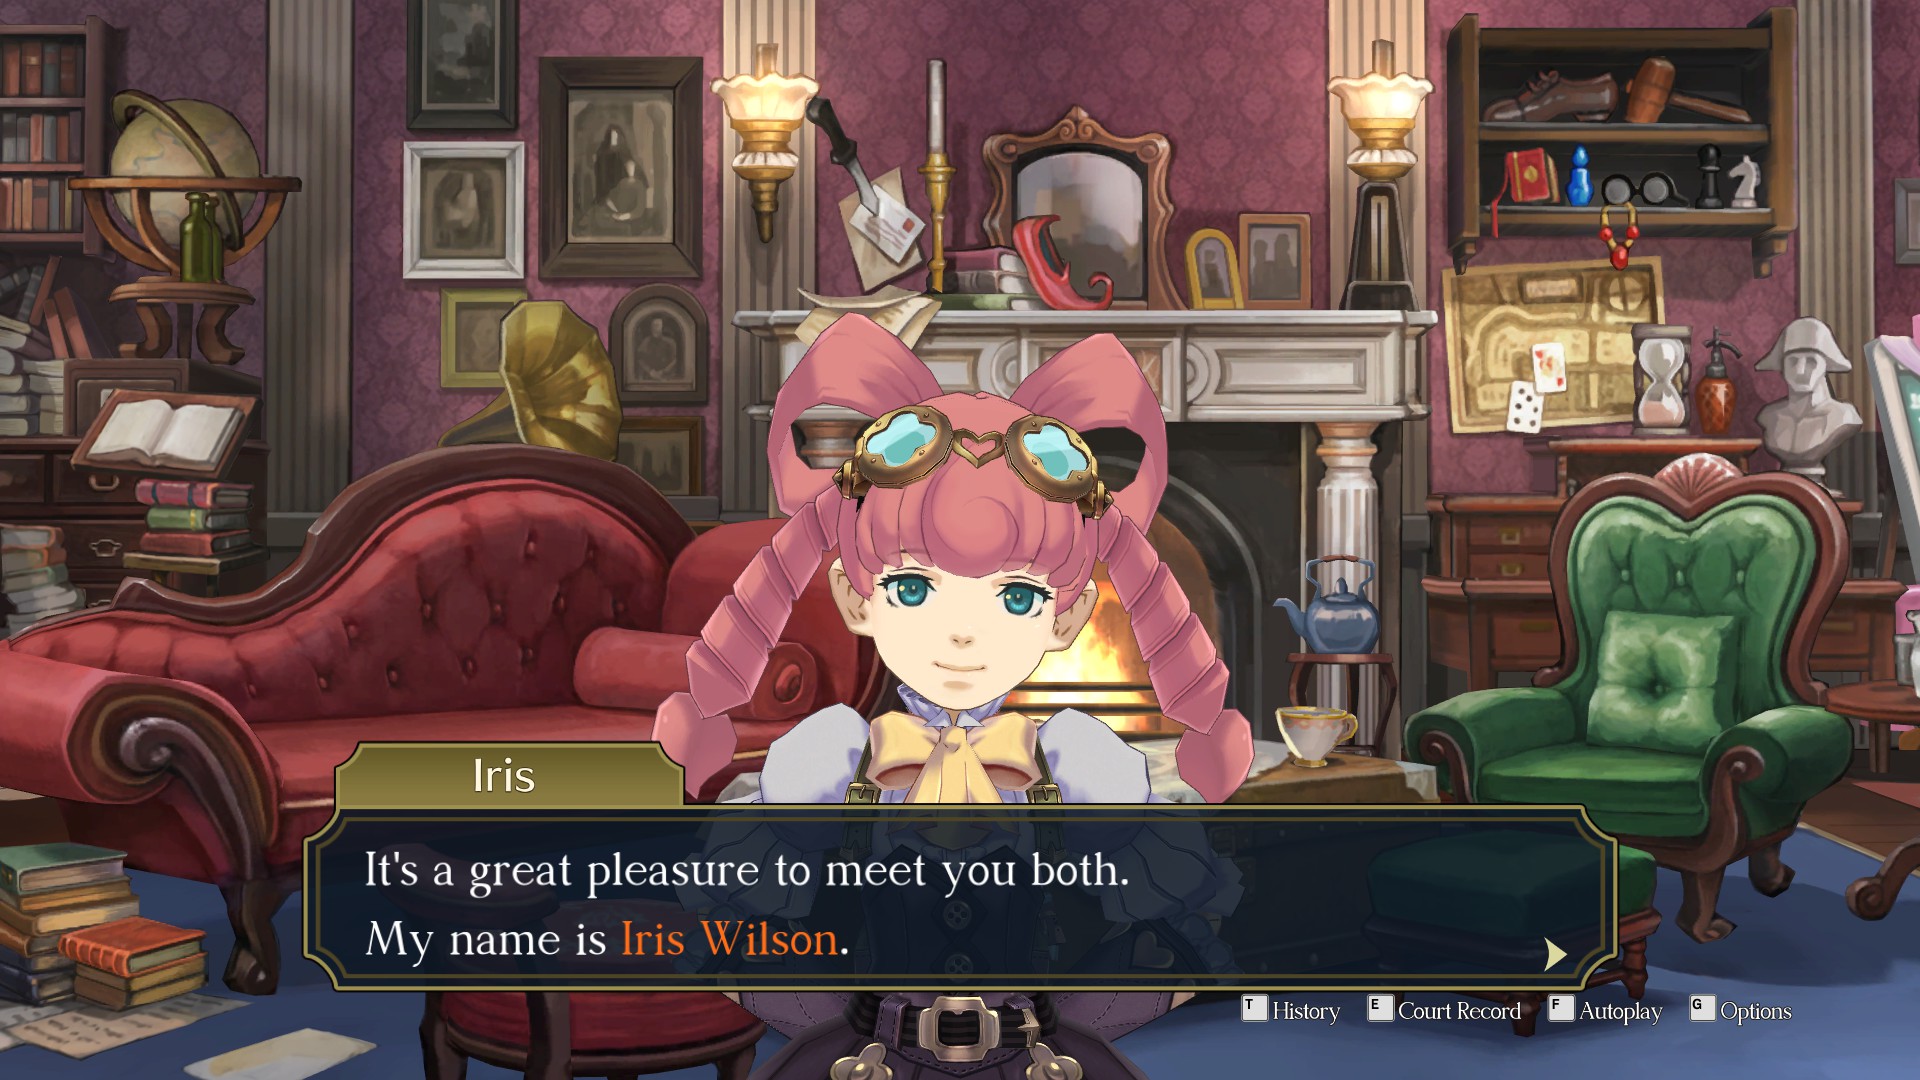 Iris
It's a great pleasure to meet you both.
My name is Iris Wilson.
T History E Court Record F Autoplay G Options